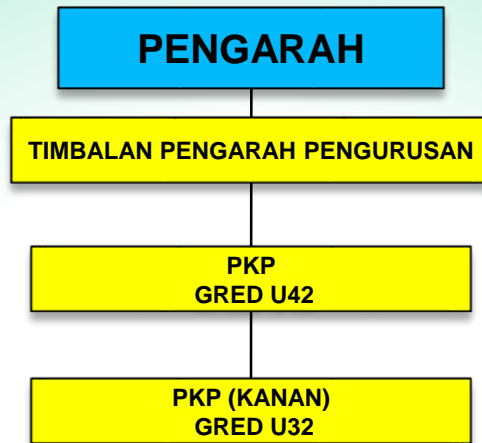 PENGARAH
TIMBALAN PENGARAH PENGURUSAN
PKP
GRED U42
PKP (KANAN)
GRED U32